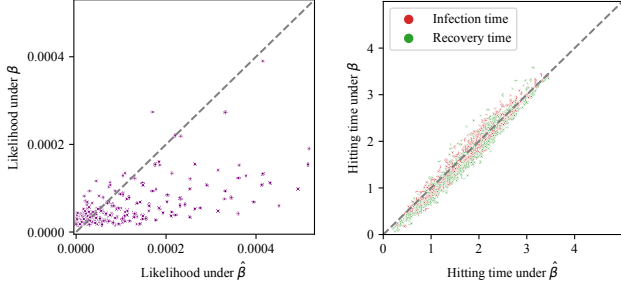 Likelihood under β
0.0004
0.0002
0.0000
0.0000
0.0002
0.0004
Likelihood under β̂
Hitting time under β
5
4
3
2
1
0
Infection time
Recovery time
0
1
2
3
4
Hitting time under β̂